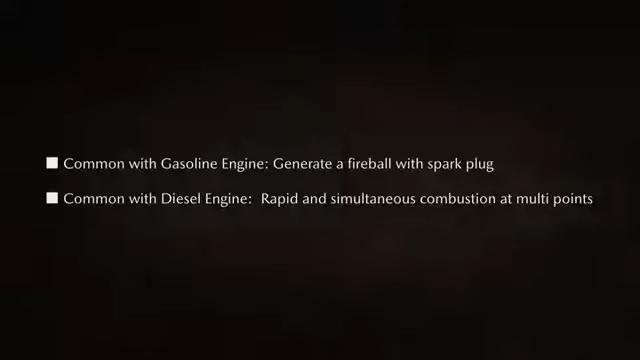 ■ Common with Gasoline Engine: Generate a fireball with spark plug
■ Common with Diesel Engine: Rapid and simultaneous combustion at multi points